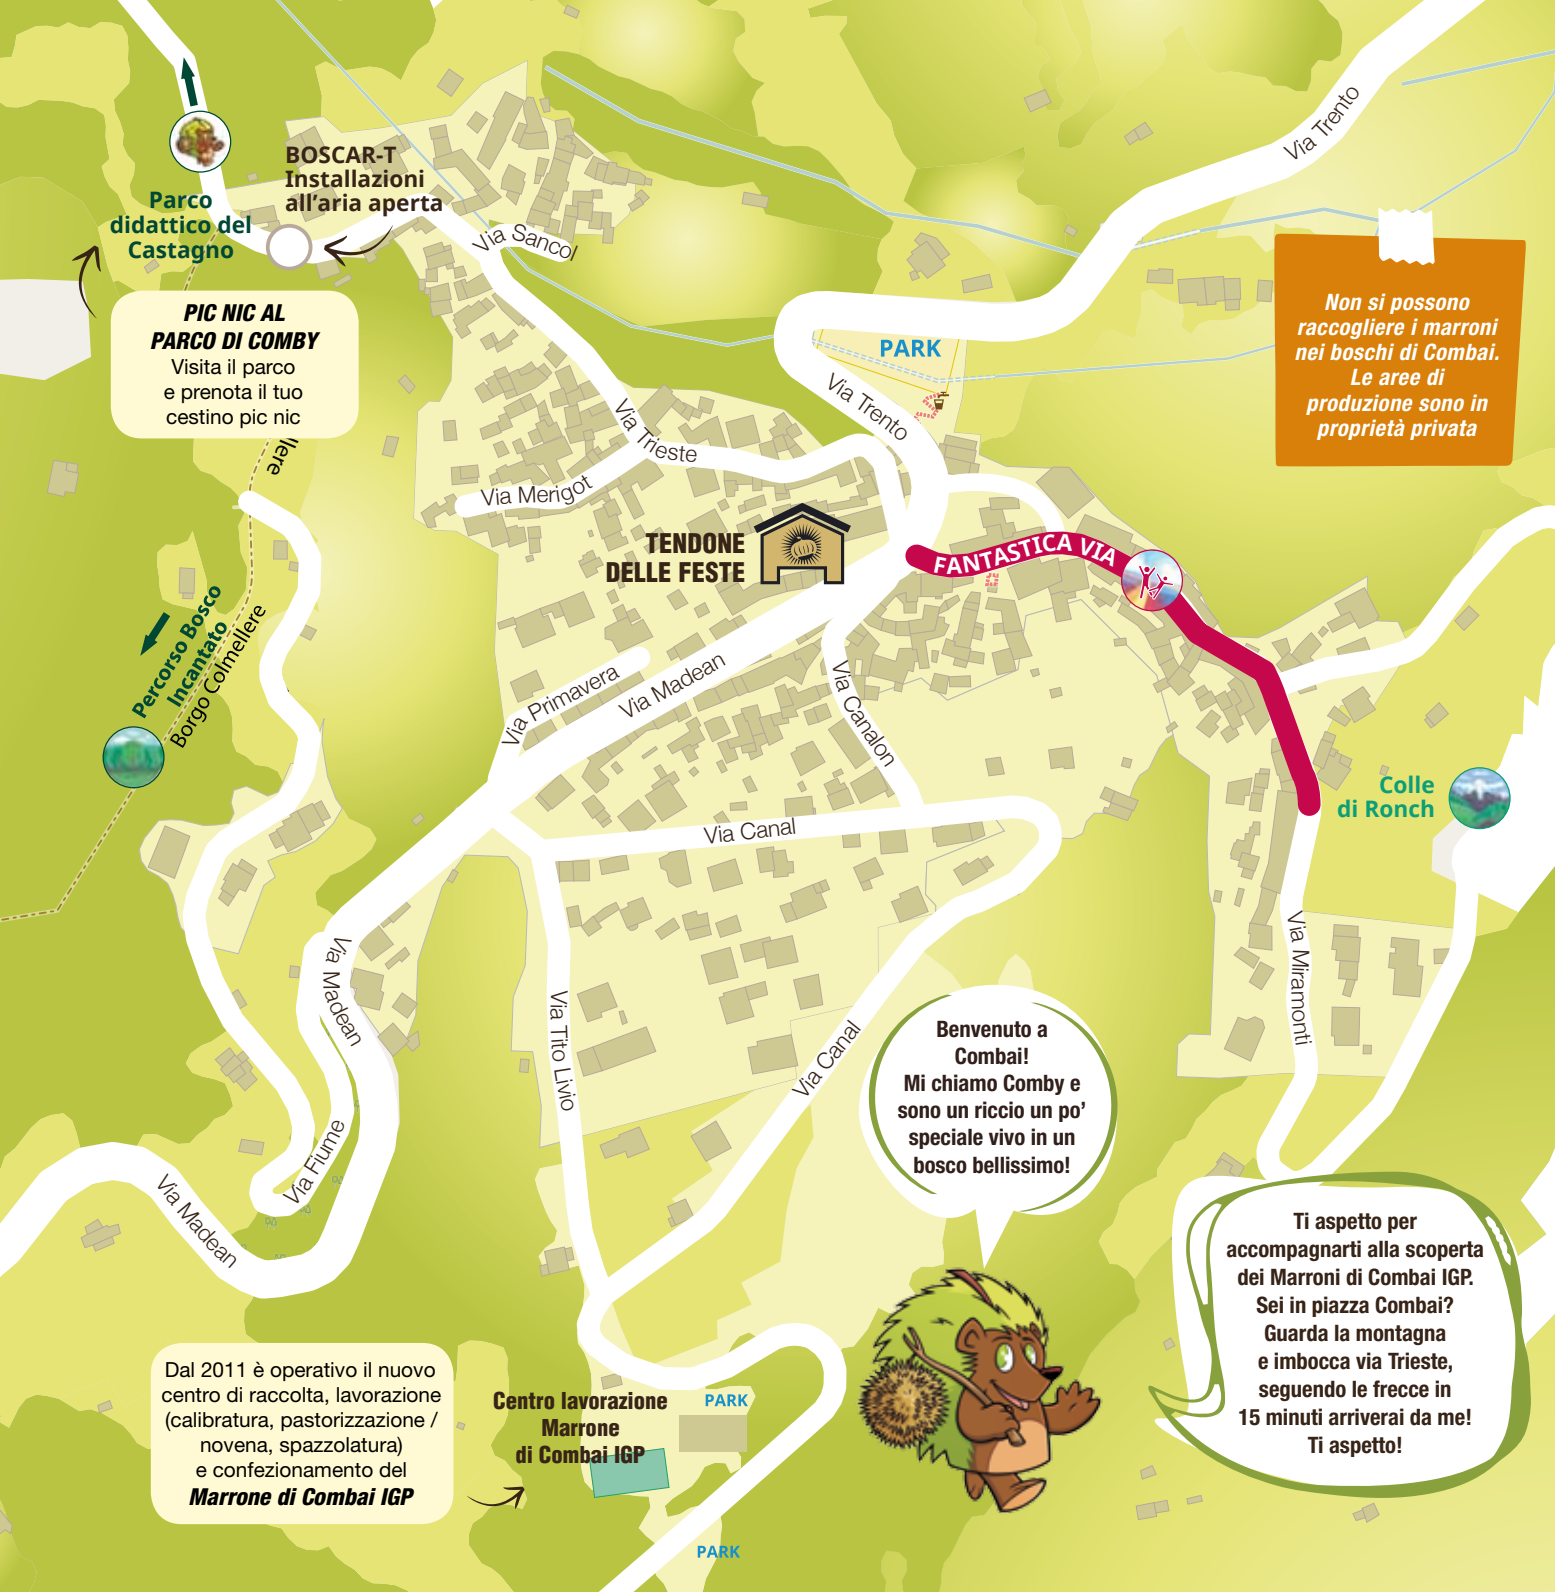 Via Trento
BOSCAR-T
Installazioni
all’aria aperta
Parco
didattico del
Castagno
Via Sancol
PIC NIC AL
PARCO DI COMBY
Visita il parco
e prenota il tuo
cestino pic nic
PARK
Non si possono
raccogliere i marroni
nei boschi di Combai.
Le aree di
produzione sono in
proprietà privata
Via Trento
Via Trieste
llere
Via Merigot
TENDONE
DELLE FESTE
FANTASTICA VIA
Percorso Bosco
Incantato
Borgo Colmellere
Via Primavera
Via Madean
Via Canalon
Colle
di Ronch
Via Canal
Via Madean
Via Miramonti
Via Tito Livio
Via Canal
Benvenuto a
Combai!
Mi chiamo Comby e
sono un riccio un po’
speciale vivo in un
bosco bellissimo!
Via Fiume
Via Madean
Ti aspetto per
accompagnarti alla scoperta
dei Marroni di Combai IGP.
Sei in piazza Combai?
Guarda la montagna
e imbocca via Trieste,
seguendo le frecce in
15 minuti arriverai da me!
Ti aspetto!
Dal 2011 è operativo il nuovo
centro di raccolta, lavorazione
(calibratura, pastorizzazione /
novena, spazzolatura)
e confezionamento del
Marrone di Combai IGP
Centro lavorazione
Marrone
di Combai IGP
PARK
PARK